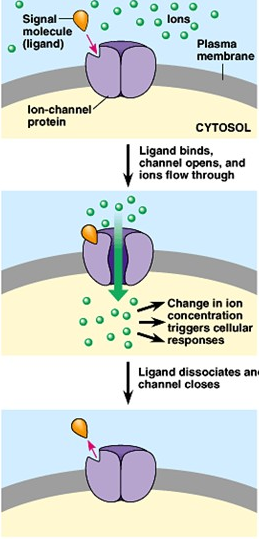 Signal
molecule
(ligand)
Ions
Plasma
membrane
Ion-channel
protein
CYTOSOL
Ligand binds,
channel opens, and
ions flow through
Change in ion
concentration
triggers cellular
responses
Ligand dissociates and
channel closes